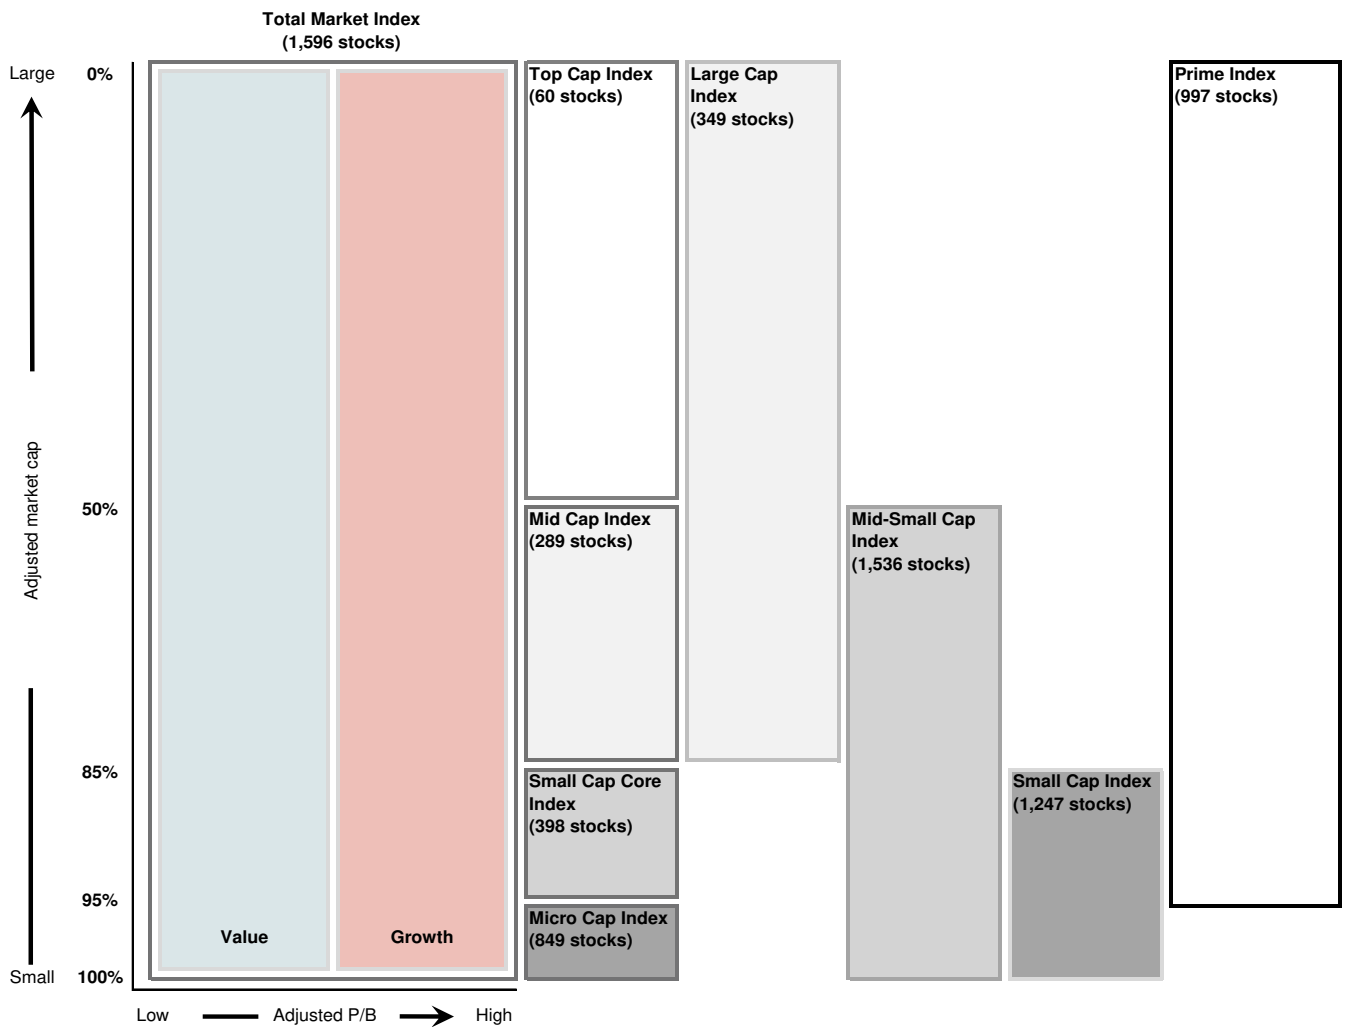 Total Market Index
(1,596 stocks)
Large
0%
Top Cap Index
(60 stocks)
Large Cap
Index
(349 stocks)
Prime Index
(997 stocks)
Adjusted market cap
50%
Mid Cap Index
(289 stocks)
Mid-Small Cap
Index
(1,536 stocks)
85%
Small Cap Core
Index
(398 stocks)
Small Cap Index
(1,247 stocks)
95%
Micro Cap Index
(849 stocks)
Value
Growth
Small
100%
Low
Adjusted P/B
High